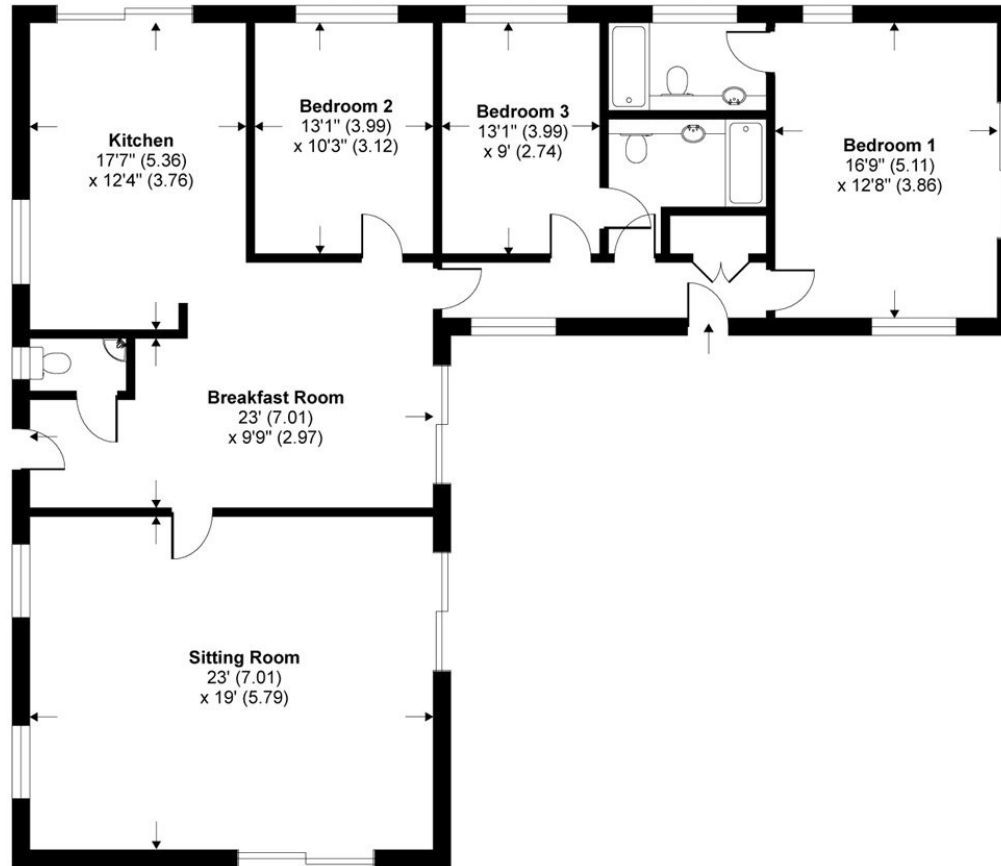 Kitchen
17'7" (5.36)
x 12'4" (3.76)
Bedroom 2
13'1" (3.99)
x 10'3" (3.12)
Bedroom 3
13'1" (3.99)
x 9' (2.74)
Bedroom 1
16'9" (5.11)
x 12'8" (3.86)
Breakfast Room
23' (7.01)
x 9'9" (2.97)
Sitting Room
23' (7.01)
x 19' (5.79)